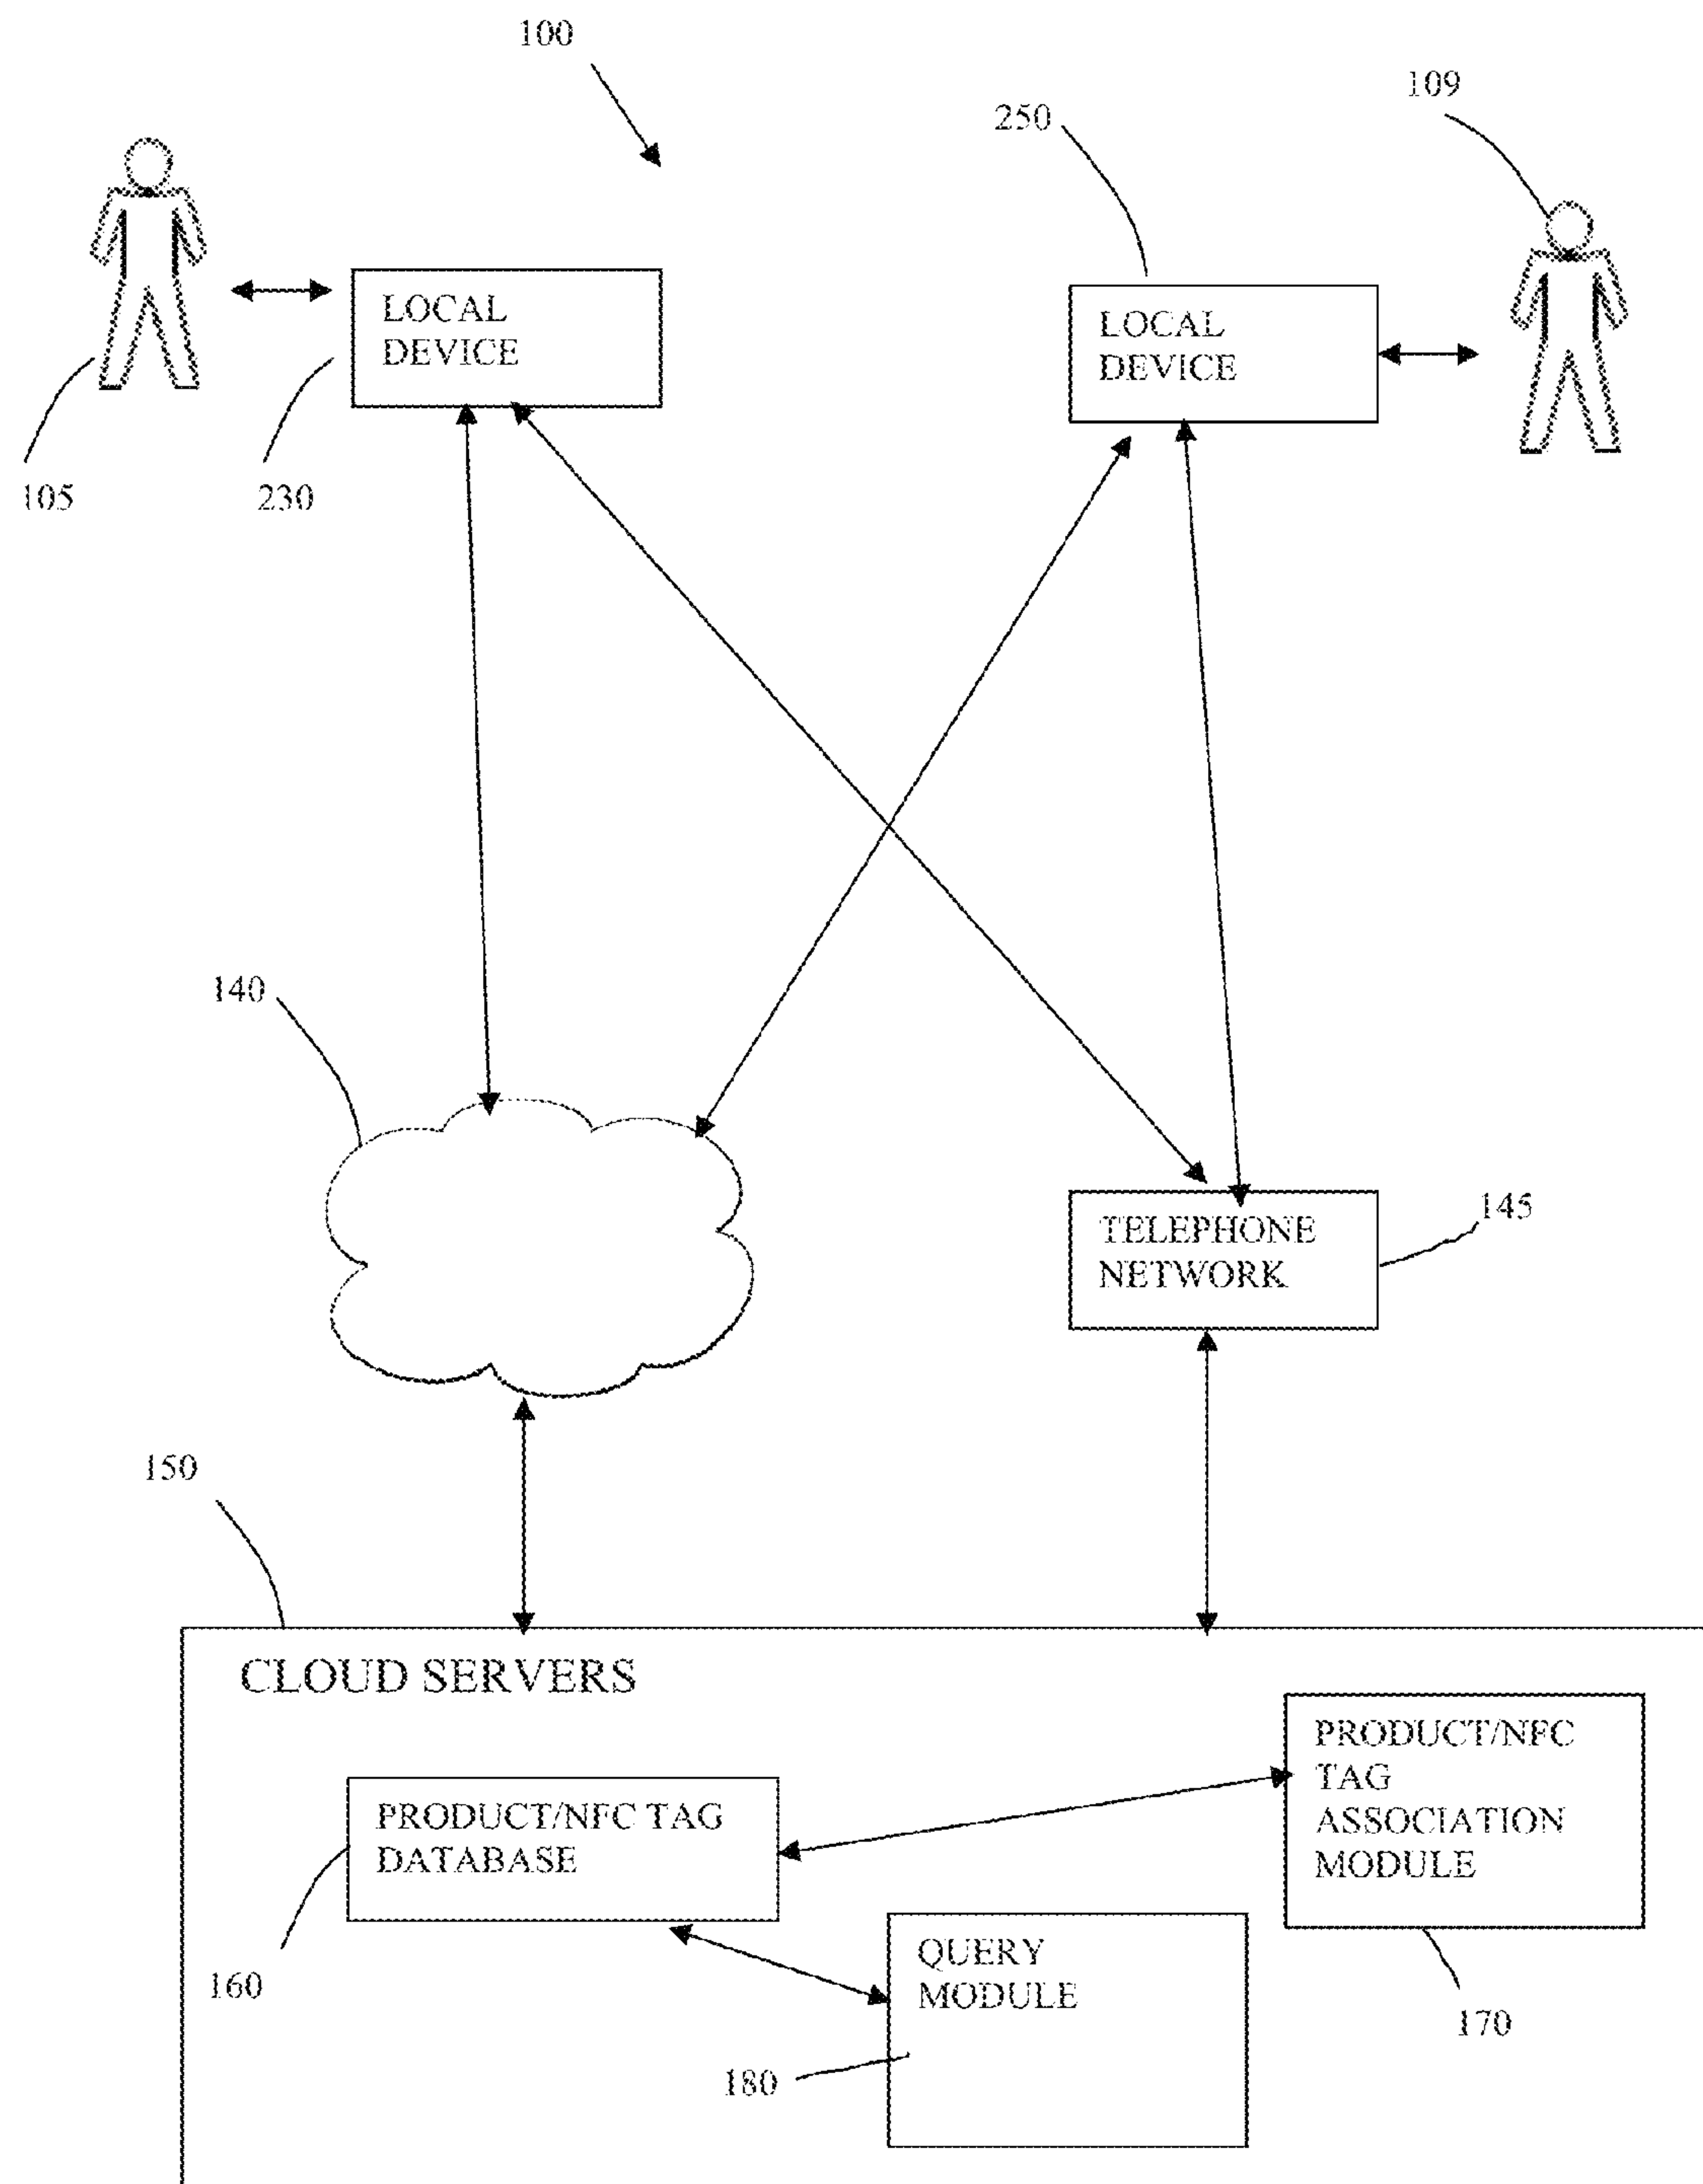 100
109
250
LOCAL
DEVICE
LOCAL
DEVICE
105
230
140
145
TELEPHONE
NETWORK
150
CLOUD SERVERS
PRODUCT/NFC
TAG
ASSOCIATION
MODULE
PRODUCT/NFC TAG
DATABASE
QUERY
MODULE
160
170
180